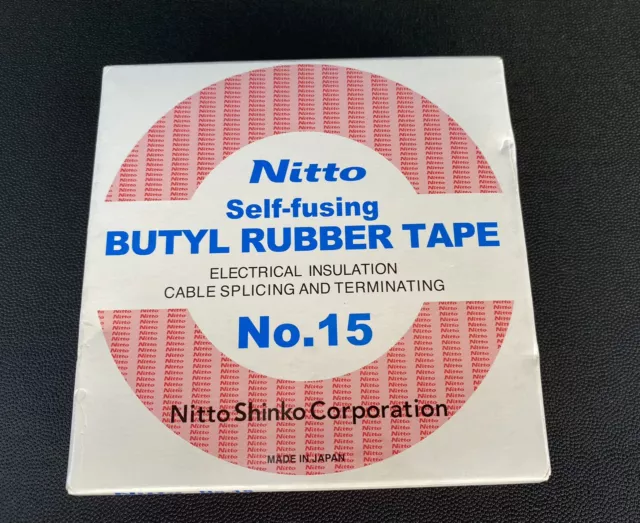 Nitto
Self-fusing
BUTYL RUBBER TAPE
ELECTRICAL INSULATION
CABLE SPLICING AND TERMINATING
No.15
Nitto Shinko Corporation
MADE IN JAPAN